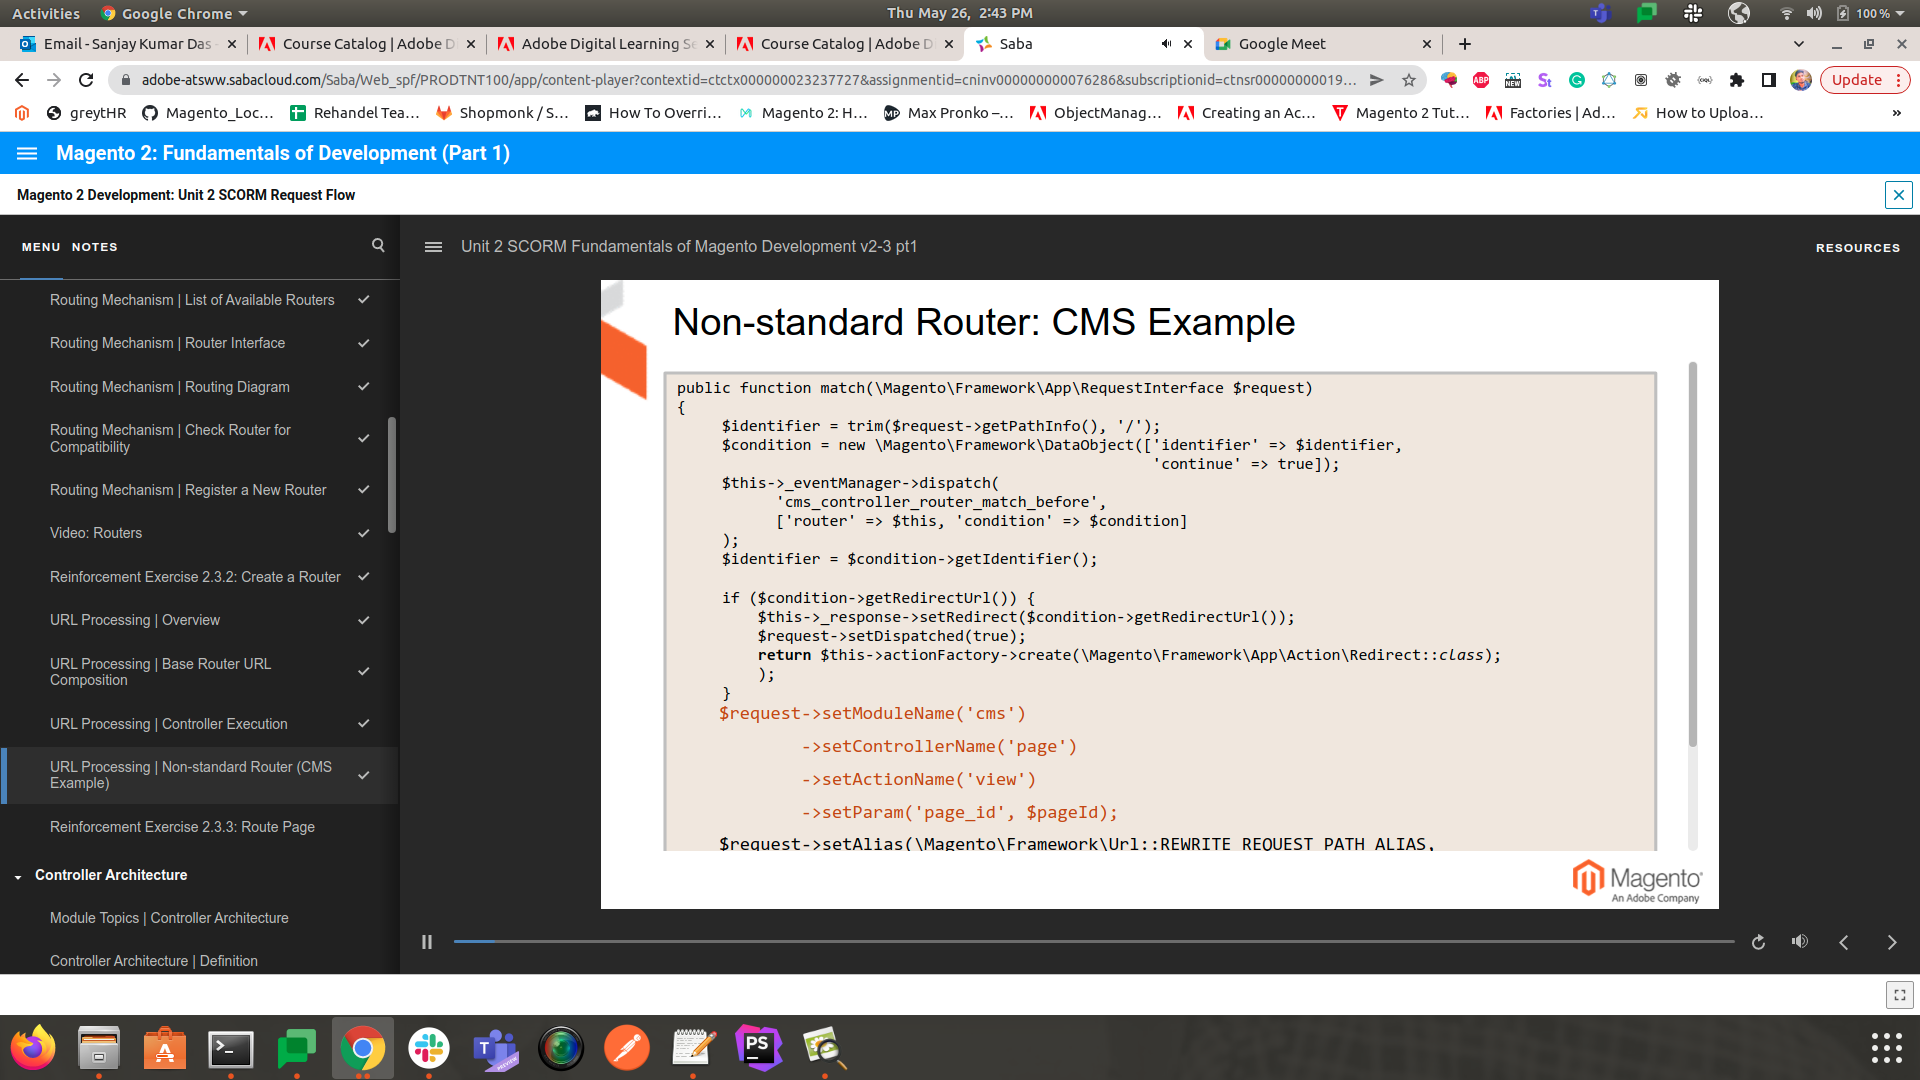 Activities
Google Chrome
Thu May 26, 2:43 PM
100 %
Email - Sanjay Kumar Das
Course Catalog | Adobe D
Adobe Digital Learning Se
Course Catalog | Adobe D
Saba
Google Meet
adobe-atsww.sabacloud.com/Saba/Web_spf/PRODTNT100/app/content-player?contextid=ctctx000000023237727&assignmentid=cninv000000000076286&subscriptionid=ctnsr00000000019...
ABP
NEW
St
Update
greytHR
Magento_Loc...
Rehandel Tea...
Shopmonk / S...
How To Overri...
Magento 2: H...
Max Pronko –...
ObjectManag...
Creating an Ac...
Magento 2 Tut...
Factories | Ad...
How to Uploa...
»
Magento 2: Fundamentals of Development (Part 1)
Magento 2 Development: Unit 2 SCORM Request Flow
MENU
NOTES
Unit 2 SCORM Fundamentals of Magento Development v2-3 pt1
RESOURCES
Routing Mechanism | List of Available Routers
Routing Mechanism | Router Interface
Routing Mechanism | Routing Diagram
Routing Mechanism | Check Router for
Compatibility
Routing Mechanism | Register a New Router
Video: Routers
Reinforcement Exercise 2.3.2: Create a Router
URL Processing | Overview
URL Processing | Base Router URL
Composition
URL Processing | Controller Execution
URL Processing | Non-standard Router (CMS
Example)
Reinforcement Exercise 2.3.3: Route Page
Controller Architecture
Module Topics | Controller Architecture
Controller Architecture | Definition
Non-standard Router: CMS Example
public function match(\Magento\Framework\App\RequestInterface $request)
{
$identifier = trim($request->getPathInfo(), '/');
$condition = new \Magento\Framework\DataObject(['identifier' => $identifier,
'continue' => true]);
$this->_eventManager->dispatch(
'cms_controller_router_match_before',
['router' => $this, 'condition' => $condition]
);
$identifier = $condition->getIdentifier();
if ($condition->getRedirectUrl()) {
$this->_response->setRedirect($condition->getRedirectUrl());
$request->setDispatched(true);
return $this->actionFactory->create(\Magento\Framework\App\Action\Redirect::class);
);
}
$request->setModuleName('cms')
->setControllerName('page')
->setActionName('view')
->setParam('page_id', $pageId);
$request->setAlias(\Magento\Framework\Url::REWRITE_REQUEST_PATH_ALIAS,
Magento
An Adobe Company
PS